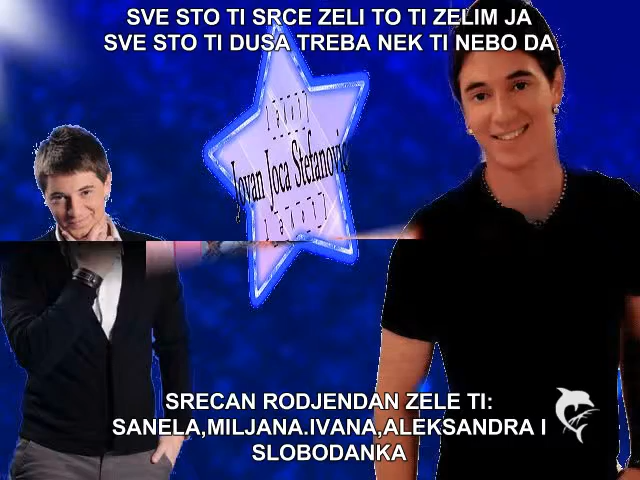 SVE STO TI SRCE ZELI TO TI ZELIM JA
SVE STO TI DUSA TREBA NEK TI NEBO DA
Jovan Joca Stefanovic
SRECAN RODJENDAN ZELE TI:
SANELA,MILJANA.IVANA,ALEKSANDRA I
SLOBODANKA